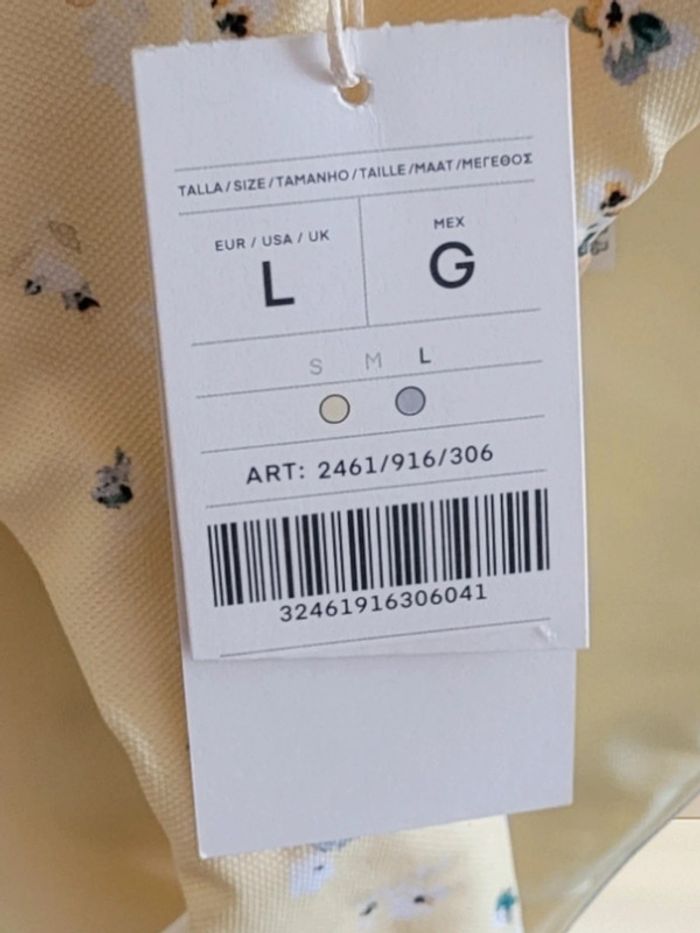 TALLA/SIZE/TAMANHO/TAILLE/MAAT/ΜΕΓΕΘΟΣ
EUR / USA / UK
L
MEX
G
S M L
ART: 2461/916/306
32461916306041